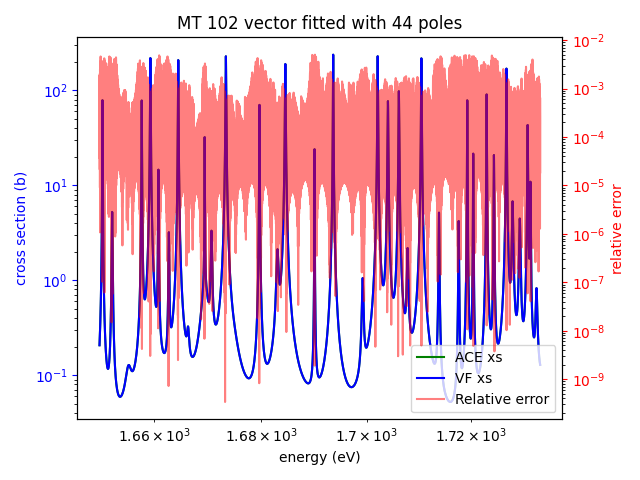 MT 102 vector fitted with 44 poles
cross section (b)
10²
10¹
10⁰
10⁻¹
10⁻²
10⁻³
10⁻⁴
10⁻⁵
10⁻⁶
10⁻⁷
10⁻⁸
10⁻⁹
relative error
ACE xs
VF xs
Relative error
1.66 × 10³ 1.68 × 10³ 1.7 × 10³ 1.72 × 10³
energy (eV)